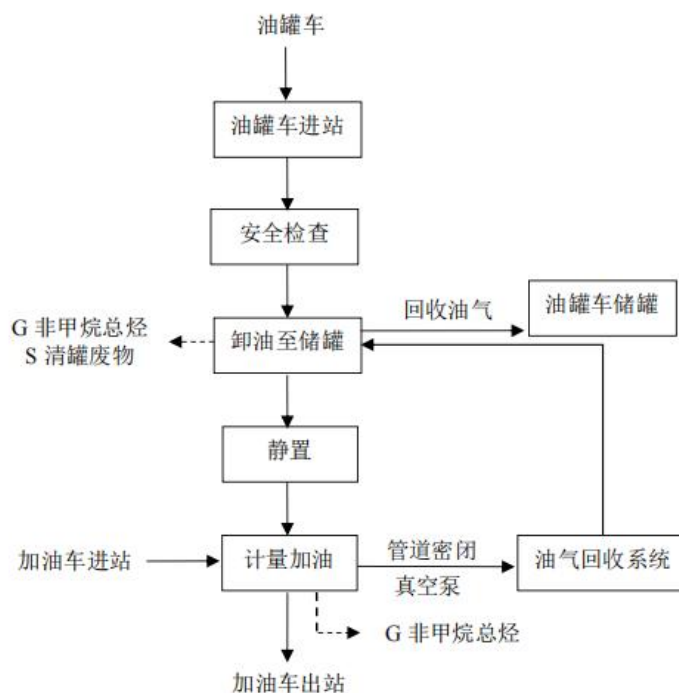 油罐车
油罐车进站
安全检查
回收油气
油罐车储罐
G 非甲烷总烃
S 清罐废物
卸油至储罐
静置
加油车进站
计量加油
管道密闭
真空泵
油气回收系统
G 非甲烷总烃
加油车出站